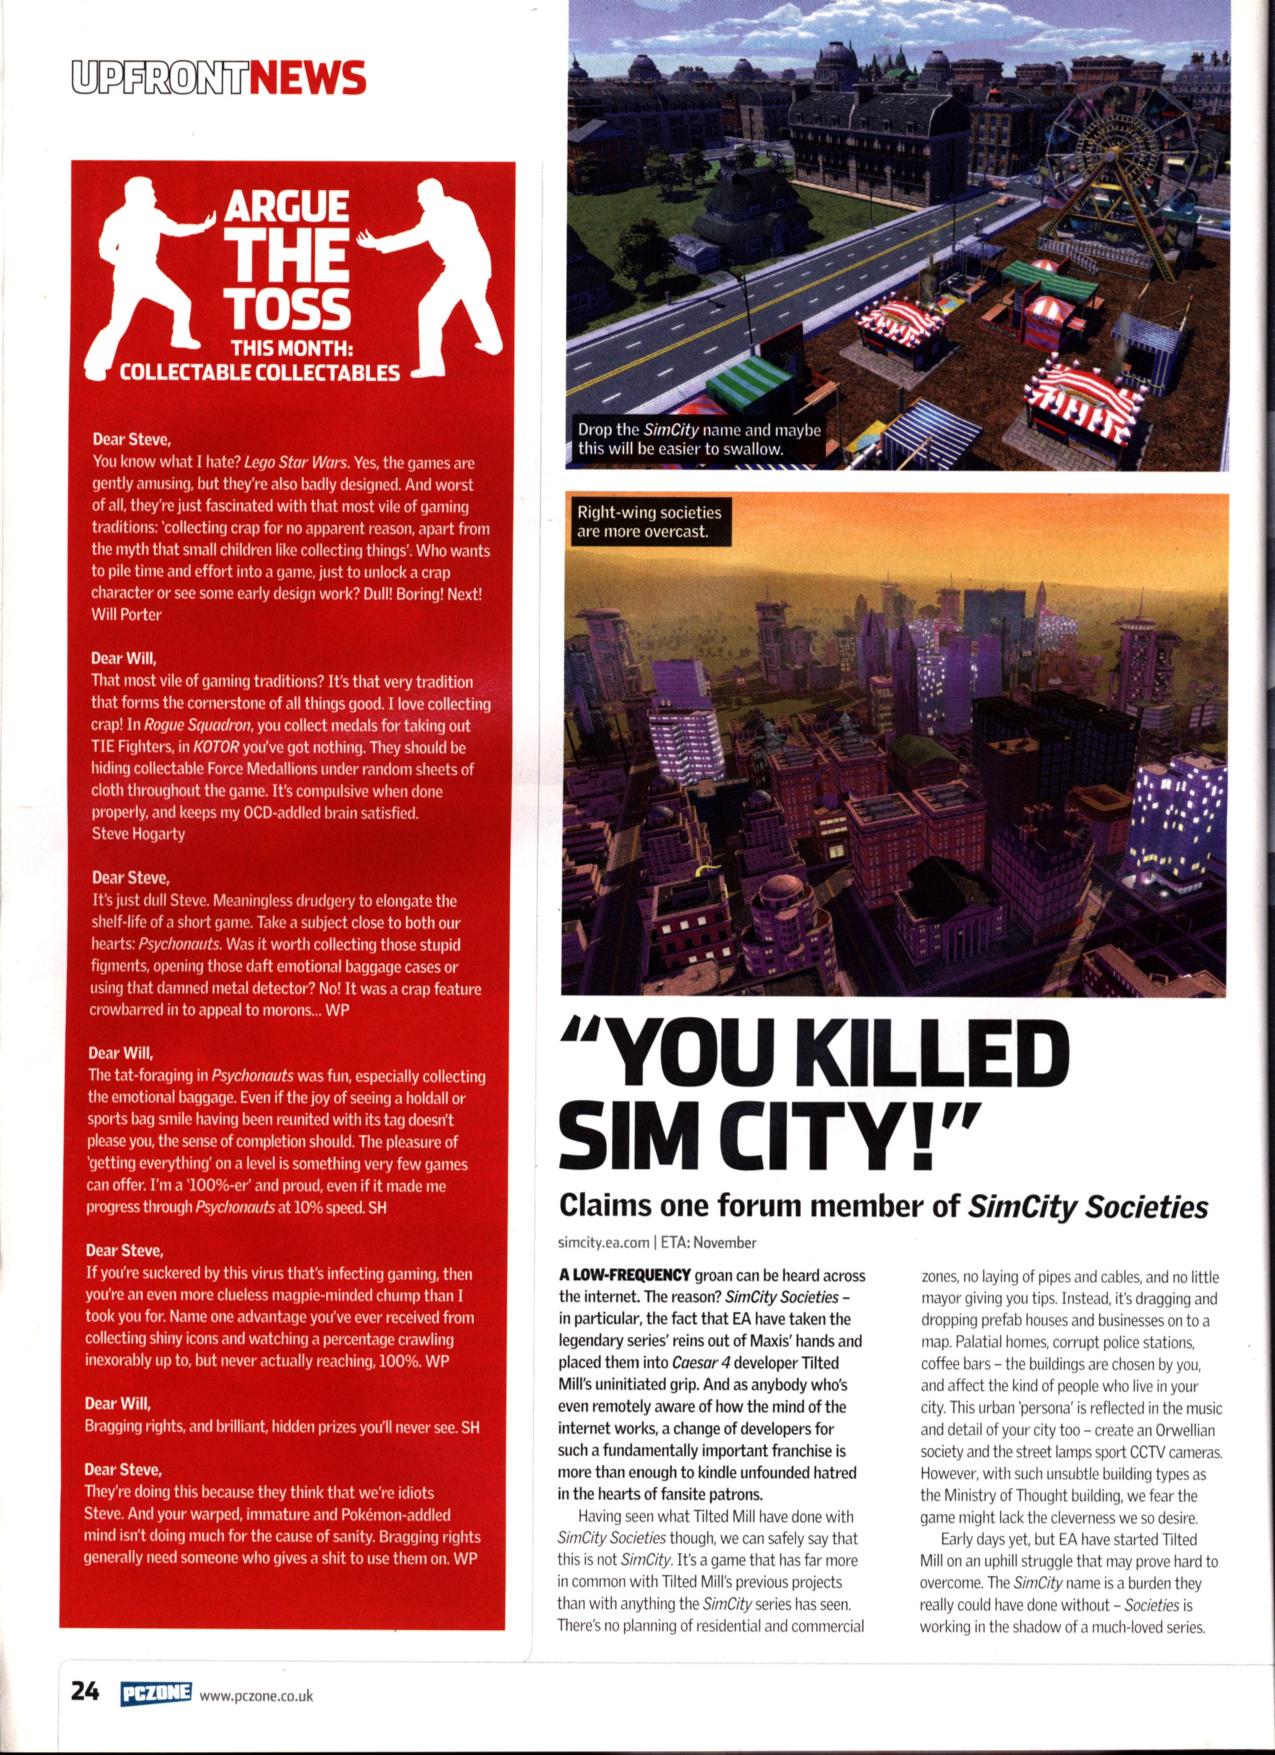 UPFRONTNEWS
ARGUE
THE
TOSS
THIS MONTH:
COLLECTABLE COLLECTABLES
Dear Steve,
You know what I hate? Lego Star Wars. Yes, the games are
gently amusing, but they're also badly designed. And worst
of all, they're just fascinated with that most vile of gaming
traditions: 'collecting crap for no apparent reason, apart from
the myth that small children like collecting things'. Who wants
to pile time and effort into a game, just to unlock a crap
character or see some early design work? Dull! Boring! Next!
Will Porter
Dear Will,
That most vile of gaming traditions? It's that very tradition
that forms the cornerstone of all things good. I love collecting
crap! In Rogue Squadron, you collect medals for taking out
TIE Fighters, in KOTOR you've got nothing. They should be
hiding collectable Force Medallions under random sheets of
cloth throughout the game. It's compulsive when done
properly, and keeps my OCD-addled brain satisfied.
Steve Hogarty
Dear Steve,
It's just dull Steve. Meaningless drudgery to elongate the
shelf-life of a short game. Take a subject close to both our
hearts: Psychonauts. Was it worth collecting those stupid
figments, opening those daft emotional baggage cases or
using that damned metal detector? No! It was a crap feature
crowbarred in to appeal to morons... WP
Dear Will,
The tat-foraging in Psychonauts was fun, especially collecting
the emotional baggage. Even if the joy of seeing a holdall or
sports bag smile having been reunited with its tag doesn't
please you, the sense of completion should. The pleasure of
'getting everything' on a level is something very few games
can offer. I'm a '100%-er' and proud, even if it made me
progress through Psychonauts at 10% speed. SH
Dear Steve,
If you're suckered by this virus that's infecting gaming, then
you're an even more clueless magpie-minded chump than I
took you for. Name one advantage you've ever received from
collecting shiny icons and watching a percentage crawling
inexorably up to, but never actually reaching, 100%. WP
Dear Will,
Bragging rights, and brilliant, hidden prizes you'll never see. SH
Dear Steve,
They're doing this because they think that we're idiots
Steve. And your warped, immature and Pokémon-addled
mind isn't doing much for the cause of sanity. Bragging rights
generally need someone who gives a shit to use them on. WP
Drop the SimCity name and maybe
this will be easier to swallow.
Right-wing societies
are more overcast.
"YOU KILLED
SIM CITY!"
Claims one forum member of SimCity Societies
simcity.ea.com | ETA: November
A LOW-FREQUENCY groan can be heard across
the internet. The reason? SimCity Societies –
in particular, the fact that EA have taken the
legendary series' reins out of Maxis' hands and
placed them into Caesar 4 developer Tilted
Mill's uninitiated grip. And as anybody who's
even remotely aware of how the mind of the
internet works, a change of developers for
such a fundamentally important franchise is
more than enough to kindle unfounded hatred
in the hearts of fansite patrons.
Having seen what Tilted Mill have done with
SimCity Societies though, we can safely say that
this is not SimCity. It's a game that has far more
in common with Tilted Mill's previous projects
than with anything the SimCity series has seen.
There's no planning of residential and commercial
zones, no laying of pipes and cables, and no little
mayor giving you tips. Instead, it's dragging and
dropping prefab houses and businesses on to a
map. Palatial homes, corrupt police stations,
coffee bars – the buildings are chosen by you,
and affect the kind of people who live in your
city. This urban 'persona' is reflected in the music
and detail of your city too – create an Orwellian
society and the street lamps sport CCTV cameras.
However, with such unsubtle building types as
the Ministry of Thought building, we fear the
game might lack the cleverness we so desire.
Early days yet, but EA have started Tilted
Mill on an uphill struggle that may prove hard to
overcome. The SimCity name is a burden they
really could have done without – Societies is
working in the shadow of a much-loved series.
24 PCZONE www.pczone.co.uk